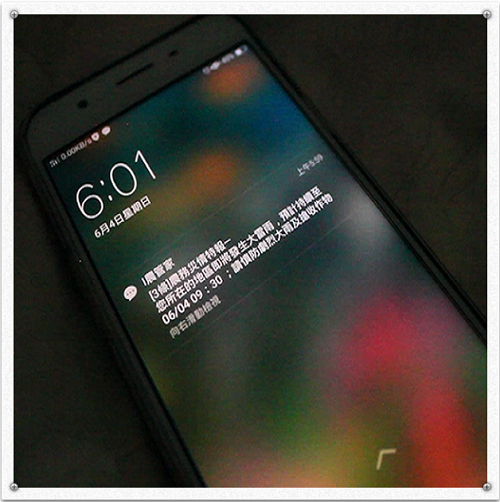 0.00KB/s
6:01
6月4日星期日
上午5:59
i農管家
[3條]農務災情特報—
您所在的地區即將發生大雷雨，預計持續至
06/04 09：30 ；請慎防劇烈大雨及搶收作物
向右滑動檢視